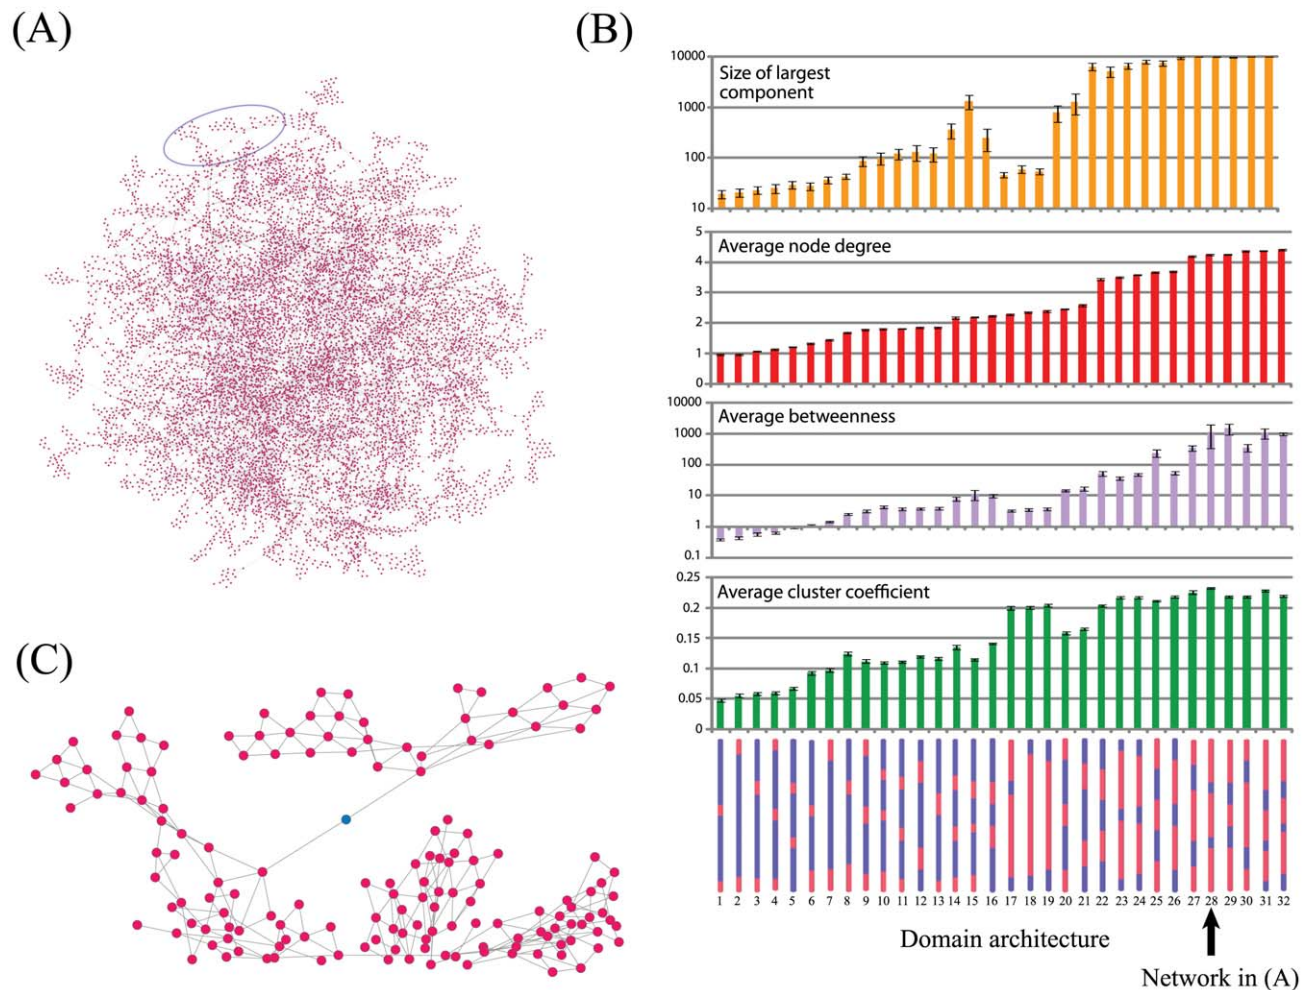 (A)
(B)
10000
1000
100
10
Size of largest
component
5
4
3
2
1
0
Average node degree
10000
1000
100
10
1
0.1
Average betweenness
0.25
0.2
0.15
0.1
0.05
0
Average cluster coefficient
(C)
1 2 3 4 5 6 7 8 9 10 11 12 13 14 15 16 17 18 19 20 21 22 23 24 25 26 27 28 29 30 31 32
Domain architecture
Network in (A)